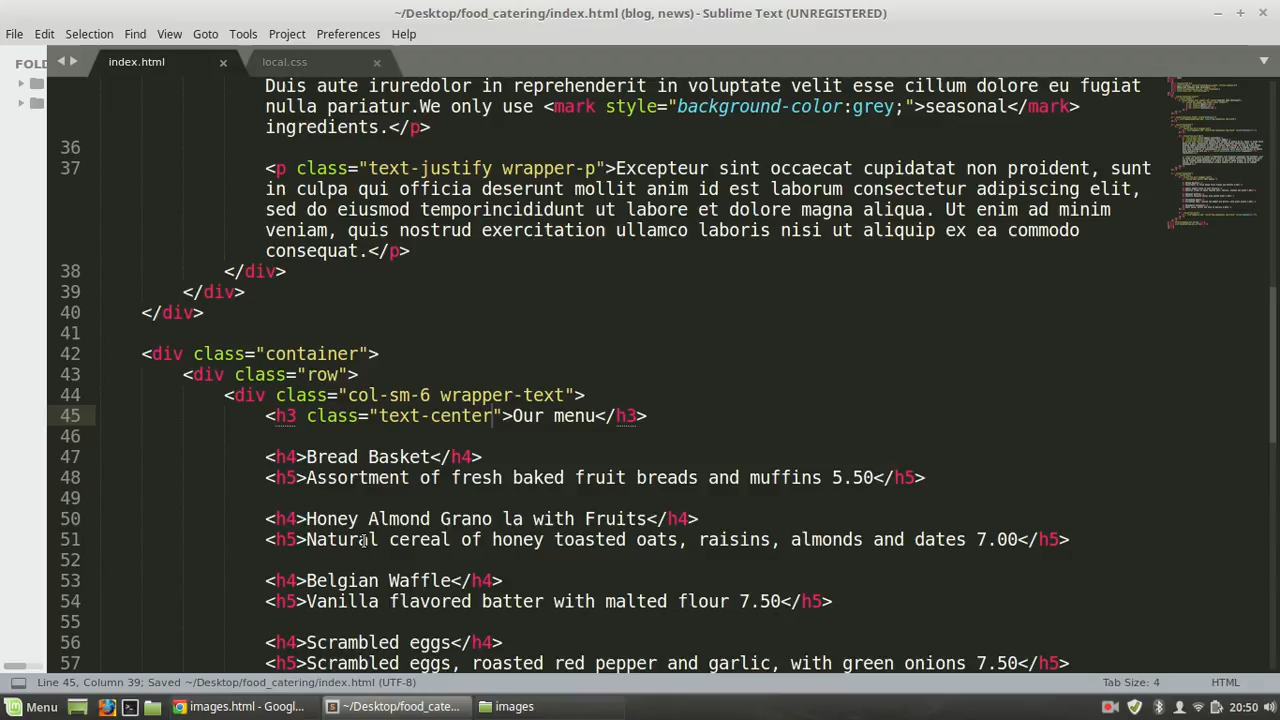 ~/Desktop/food_catering/index.html (blog, news) - Sublime Text (UNREGISTERED)
File Edit Selection Find View Goto Tools Project Preferences Help
FOLD
index.html
local.css
Duis aute iruredolor in reprehenderit in voluptate velit esse cillum dolore eu fugiat
nulla pariatur.We only use <mark style="background-color:grey;">seasonal</mark>
ingredients.</p>
36
37 <p class="text-justify wrapper-p">Excepteur sint occaecat cupidatat non proident, sunt
in culpa qui officia deserunt mollit anim id est laborum consectetur adipiscing elit,
sed do eiusmod temporincididunt ut labore et dolore magna aliqua. Ut enim ad minim
veniam, quis nostrud exercitation ullamco laboris nisi ut aliquip ex ea commodo
consequat.</p>
38 </div>
39 </div>
40 </div>
41
42 <div class="container">
43 <div class="row">
44 <div class="col-sm-6 wrapper-text">
45 <h3 class="text-center">Our menu</h3>
46
47 <h4>Bread Basket</h4>
48 <h5>Assortment of fresh baked fruit breads and muffins 5.50</h5>
49
50 <h4>Honey Almond Grano la with Fruits</h4>
51 <h5>Natural cereal of honey toasted oats, raisins, almonds and dates 7.00</h5>
52
53 <h4>Belgian Waffle</h4>
54 <h5>Vanilla flavored batter with malted flour 7.50</h5>
55
56 <h4>Scrambled eggs</h4>
57 <h5>Scrambled eggs, roasted red pepper and garlic, with green onions 7.50</h5>
Line 45, Column 39; Saved ~/Desktop/food_catering/index.html (UTF-8)
Tab Size: 4
HTML
Menu
images.html - Googl...
~/Desktop/food_cate...
images
20:50